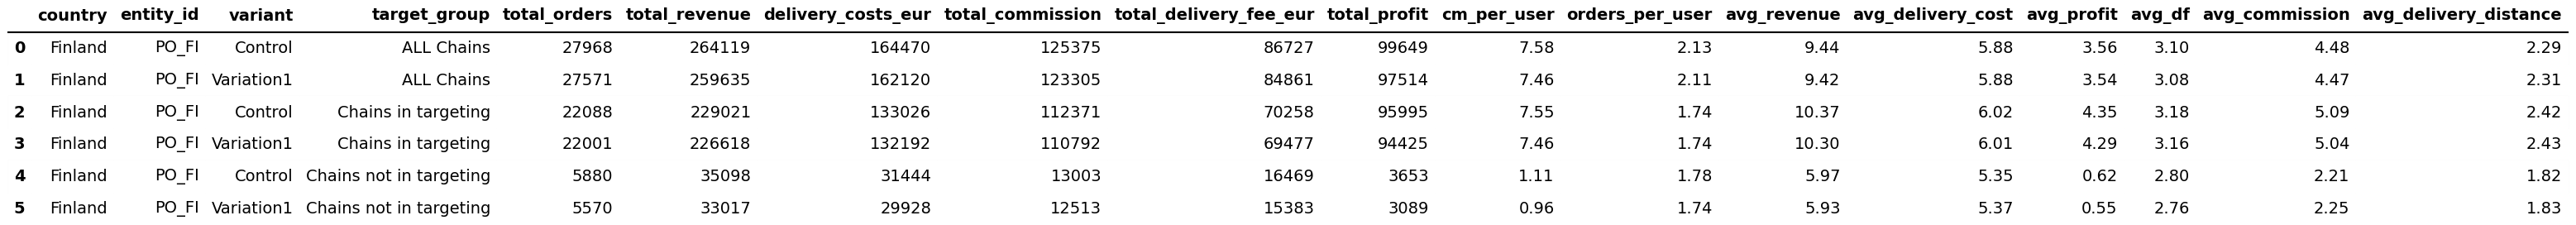 country entity_id variant target_group total_orders total_revenue delivery_costs_eur total_commission total_delivery_fee_eur total_profit cm_per_user orders_per_user avg_revenue avg_delivery_cost avg_profit avg_df avg_commission avg_delivery_distance
0 Finland PO_FI Control ALL Chains 27968 264119 164470 125375 86727 99649 7.58 2.13 9.44 5.88 3.56 3.10 4.48 2.29
1 Finland PO_FI Variation1 ALL Chains 27571 259635 162120 123305 84861 97514 7.46 2.11 9.42 5.88 3.54 3.08 4.47 2.31
2 Finland PO_FI Control Chains in targeting 22088 229021 133026 112371 70258 95995 7.55 1.74 10.37 6.02 4.35 3.18 5.09 2.42
3 Finland PO_FI Variation1 Chains in targeting 22001 226618 132192 110792 69477 94425 7.46 1.74 10.30 6.01 4.29 3.16 5.04 2.43
4 Finland PO_FI Control Chains not in targeting 5880 35098 31444 13003 16469 3653 1.11 1.78 5.97 5.35 0.62 2.80 2.21 1.82
5 Finland PO_FI Variation1 Chains not in targeting 5570 33017 29928 12513 15383 3089 0.96 1.74 5.93 5.37 0.55 2.76 2.25 1.83